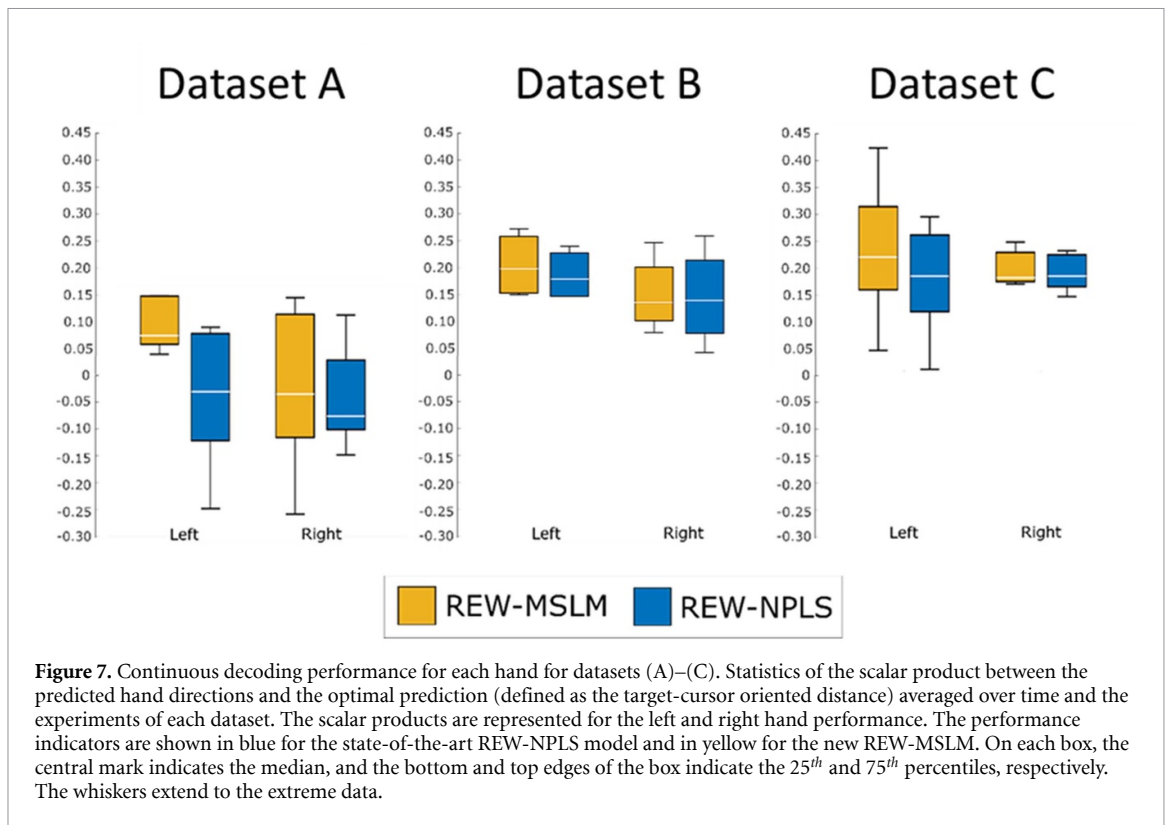 Dataset A
Dataset B
Dataset C
0.45
0.40
0.35
0.30
0.25
0.20
0.15
0.10
0.05
0
-0.05
-0.10
-0.15
-0.20
-0.25
-0.30
Left
Right
0.45
0.40
0.35
0.30
0.25
0.20
0.15
0.10
0.05
0
-0.05
-0.10
-0.15
-0.20
-0.25
-0.30
Left
Right
0.45
0.40
0.35
0.30
0.25
0.20
0.15
0.10
0.05
0
-0.05
-0.10
-0.15
-0.20
-0.25
-0.30
Left
Right
REW-MSLM
REW-NPLS
Figure 7. Continuous decoding performance for each hand for datasets (A)–(C). Statistics of the scalar product between the
predicted hand directions and the optimal prediction (defined as the target-cursor oriented distance) averaged over time and the
experiments of each dataset. The scalar products are represented for the left and right hand performance. The performance
indicators are shown in blue for the state-of-the-art REW-NPLS model and in yellow for the new REW-MSLM. On each box, the
central mark indicates the median, and the bottom and top edges of the box indicate the 25th and 75th percentiles, respectively.
The whiskers extend to the extreme data.